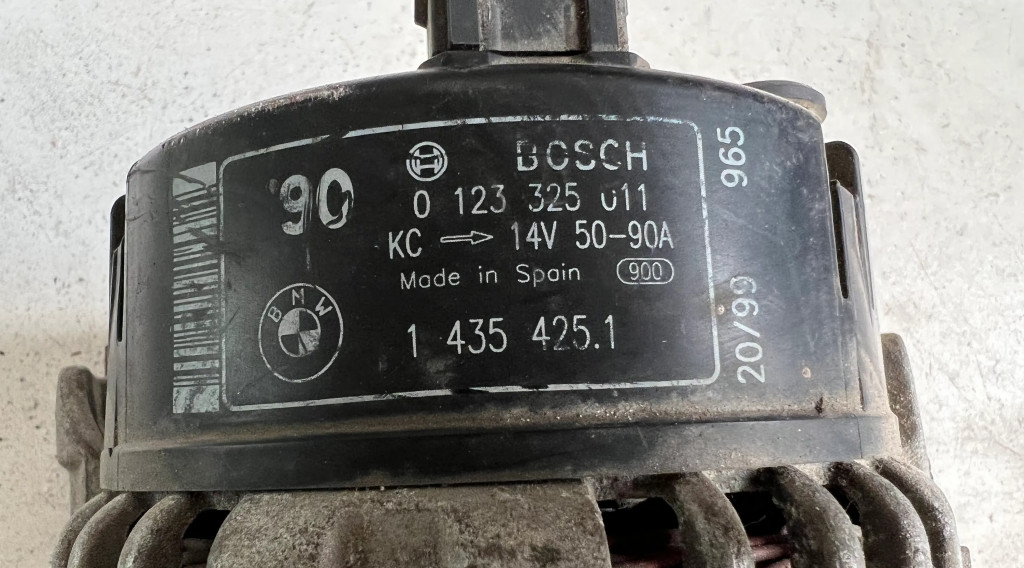 90
BOSCH
0 123 325 011
KC 14V 50-90A
Made in Spain 900
BMW
1 435 425.1
965
20/99